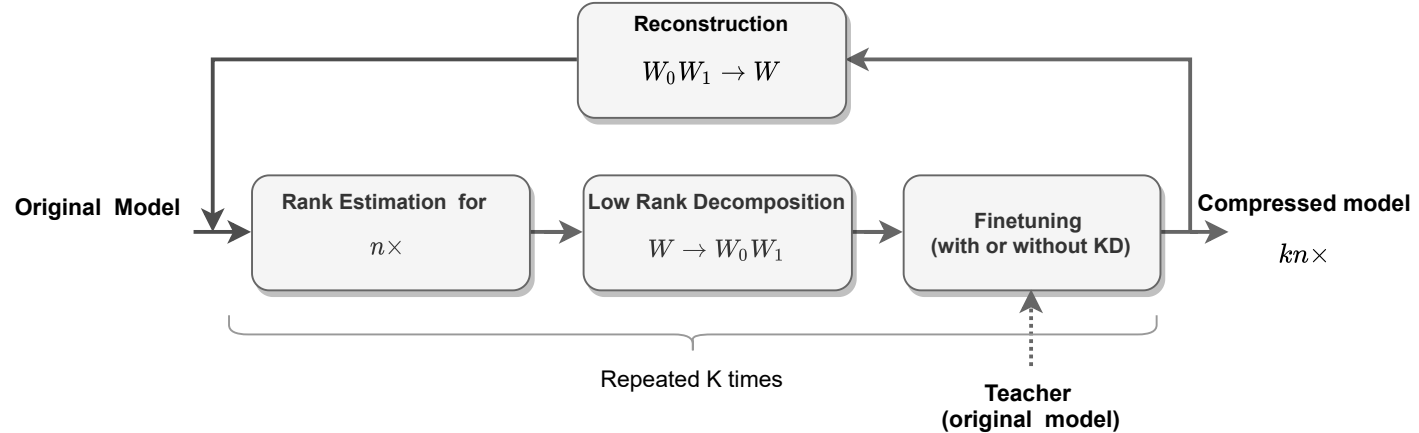 Reconstruction
W₀W₁ → W
Original Model
Rank Estimation for
n×
Low Rank Decomposition
W → W₀W₁
Finetuning
(with or without KD)
Compressed model
kn×
Repeated K times
Teacher
(original model)